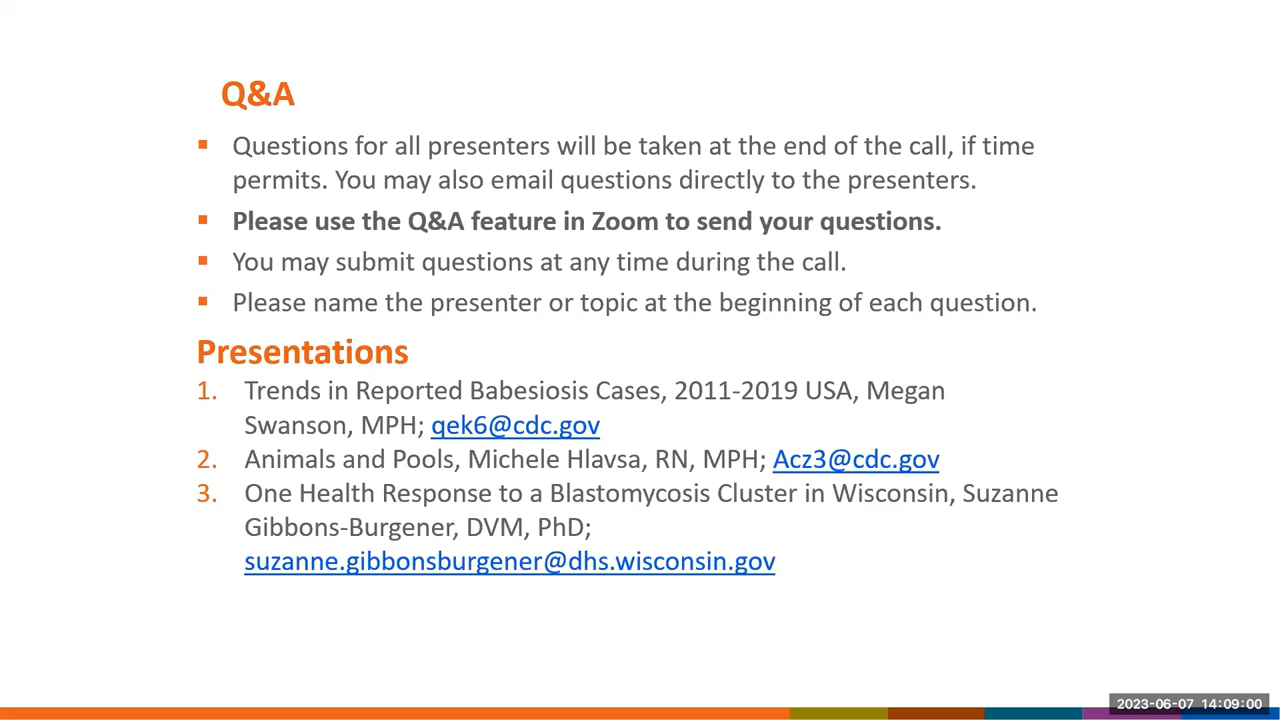 Q&A
▪ Questions for all presenters will be taken at the end of the call, if time
permits. You may also email questions directly to the presenters.
▪ Please use the Q&A feature in Zoom to send your questions.
▪ You may submit questions at any time during the call.
▪ Please name the presenter or topic at the beginning of each question.
Presentations
1. Trends in Reported Babesiosis Cases, 2011-2019 USA, Megan
Swanson, MPH; qek6@cdc.gov
2. Animals and Pools, Michele Hlavsa, RN, MPH; Acz3@cdc.gov
3. One Health Response to a Blastomycosis Cluster in Wisconsin, Suzanne
Gibbons-Burgener, DVM, PhD;
suzanne.gibbonsburgener@dhs.wisconsin.gov
2023-06-07 14:09:00